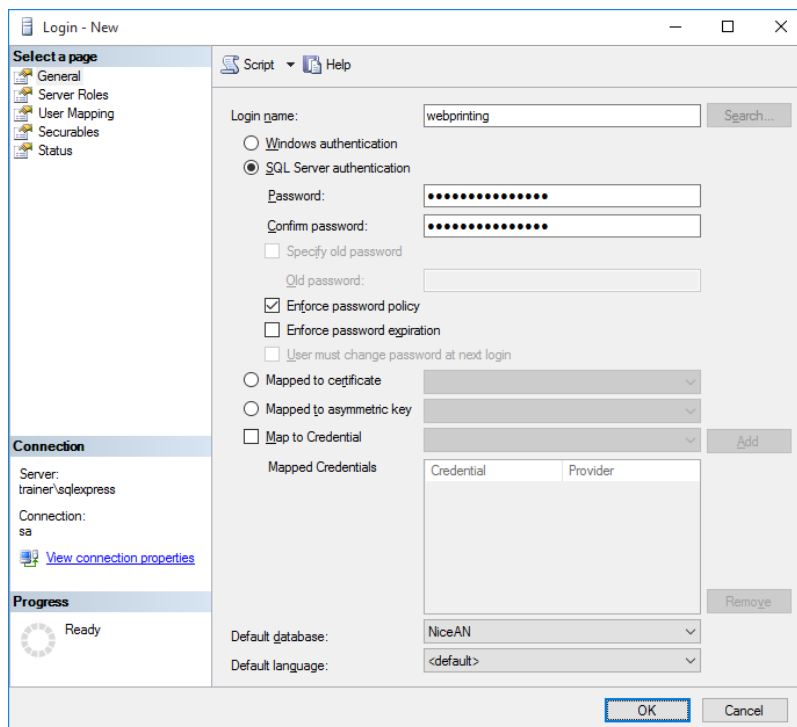 Login - New
Select a page
General
Server Roles
User Mapping
Securables
Status
Script Help
Login name: webprinting Search...
Windows authentication
SQL Server authentication
Password: ●●●●●●●●●●●●●●●
Confirm password: ●●●●●●●●●●●●●●●
Specify old password
Old password:
Enforce password policy
Enforce password expiration
User must change password at next login
Mapped to certificate
Mapped to asymmetric key
Map to Credential Add
Mapped Credentials Credential Provider
Remove
Default database: NiceAN
Default language: <default>
Connection
Server:
trainer\sqlexpress
Connection:
sa
View connection properties
Progress
Ready
OK Cancel